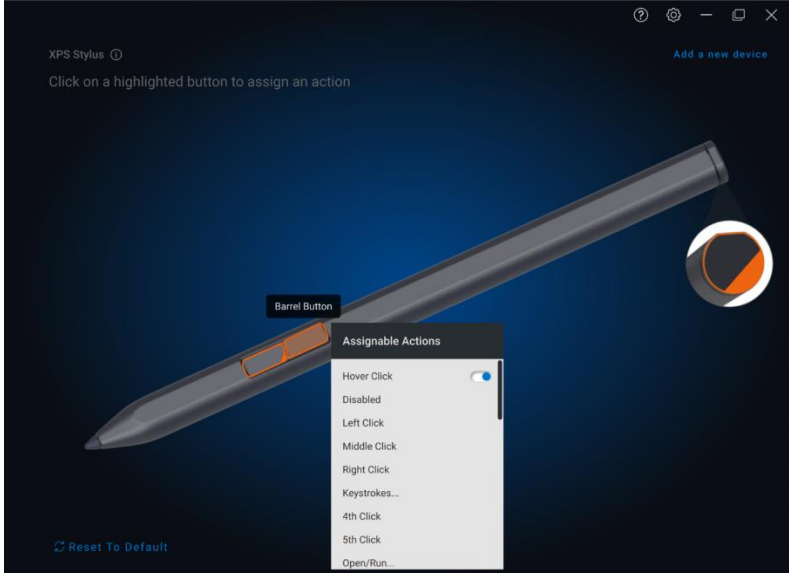 XPS Stylus
Add a new device
Click on a highlighted button to assign an action
Barrel Button
Assignable Actions
Hover Click
Disabled
Left Click
Middle Click
Right Click
Keystrokes...
4th Click
5th Click
Open/Run...
Reset To Default